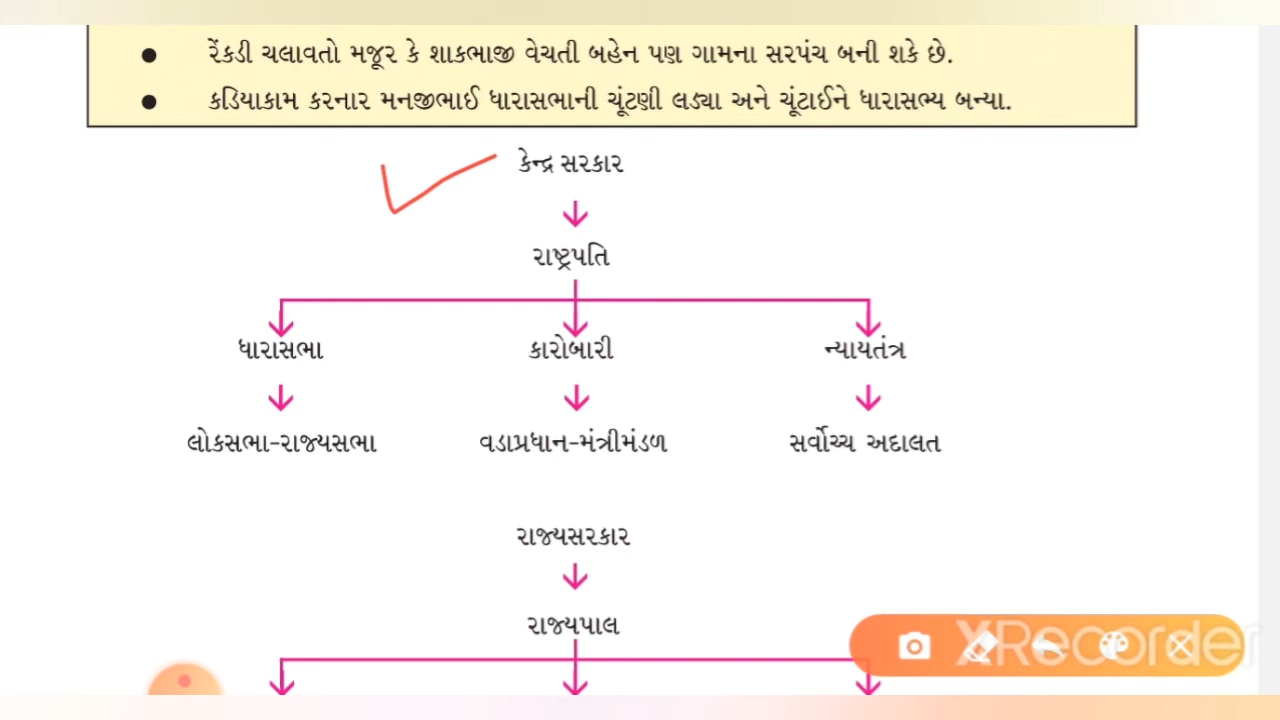 ● રેંકડી ચલાવતો મજૂર કે શાકભાજી વેચતી બહેન પણ ગામના સરપંચ બની શકે છે.
● કડિયાકામ કરનાર મનજીભાઈ ધારાસભાની ચૂંટણી લડ્યા અને ચૂંટાઈને ધારાસભ્ય બન્યા.
કેન્દ્ર સરકાર
રાષ્ટ્રપતિ
ધારાસભા કારોબારી ન્યાયતંત્ર
લોકસભા-રાજ્યસભા વડાપ્રધાન-મંત્રીમંડળ સર્વોચ્ચ અદાલત
રાજ્યસરકાર
રાજ્યપાલ
XRecorder